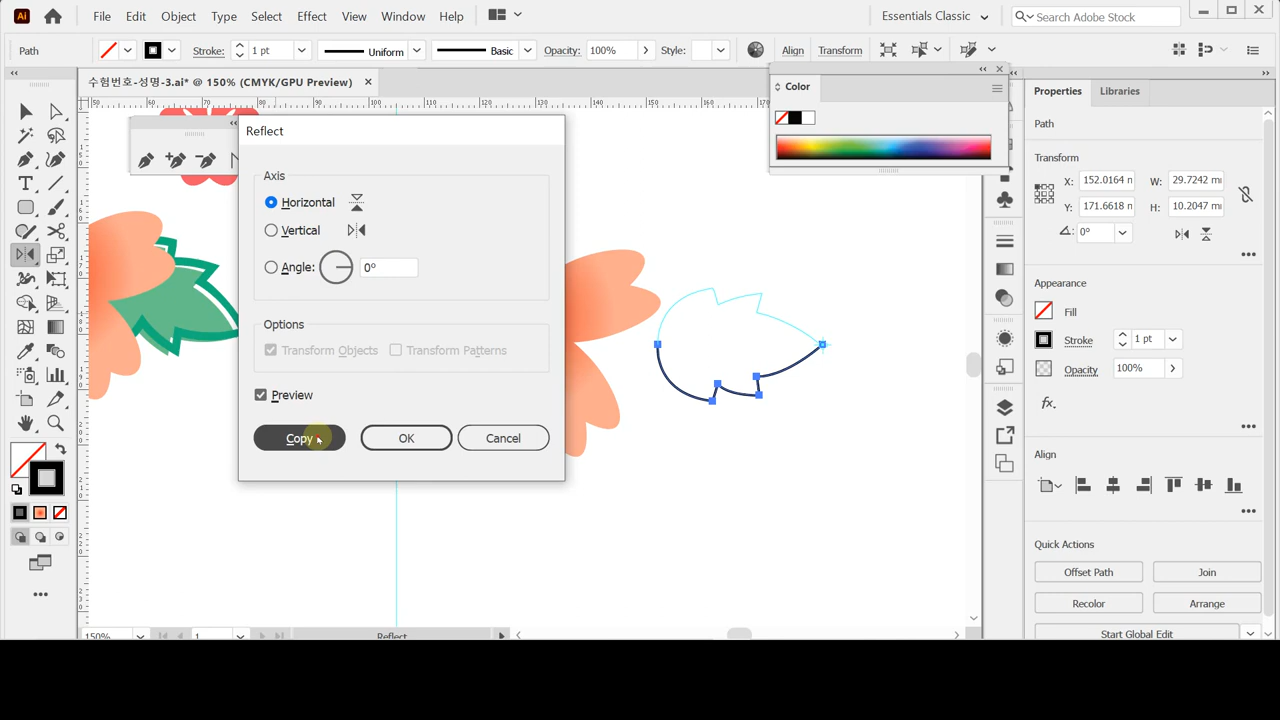 Ai File Edit Object Type Select Effect View Window Help Essentials Classic Search Adobe Stock
Path Stroke: 1 pt Uniform Basic Opacity: 100% Style: Align Transform
수험번호-성명-3.ai* @ 150% (CMYK/GPU Preview)
Color
Properties Libraries
Path
Transform
X: 152.0164 W: 29.7242
Y: 171.6618 H: 10.2047
0°
Appearance
Fill
Stroke 1 pt
Opacity 100%
fx.
Align
Quick Actions
Offset Path Join
Recolor Arrange
Start Global Edit
Reflect
Axis
Horizontal
Vertical
Angle: 0°
Options
Transform Objects Transform Patterns
Preview
Copy OK Cancel
150% 1 Reflect